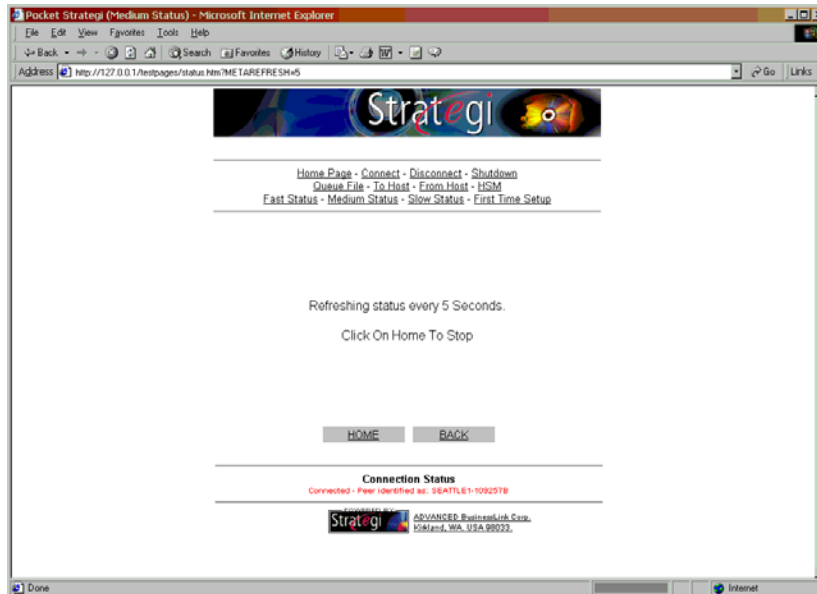 Pocket Strategi (Medium Status) - Microsoft Internet Explorer
File Edit View Favorites Tools Help
Back Search Favorites History
Address http://127.0.0.1/testpages/status.htm?METAREFRESH=5 Go Links
Strategi
Home Page - Connect - Disconnect - Shutdown
Queue File - To Host - From Host - HSM
Fast Status - Medium Status - Slow Status - First Time Setup
Refreshing status every 5 Seconds.
Click On Home To Stop
HOME BACK
Connection Status
Connected - Peer identified as: SEATTLE1-109257B
POWERED BY
Strategi
ADVANCED BusinessLink Corp.
Kirkland, WA, USA 98033.
Done Internet